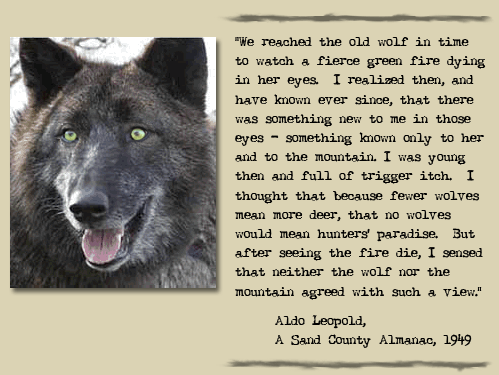 "We reached the old wolf in time
to watch a fierce green fire dying
in her eyes.  I realized then, and
have known ever since, that there
was something new to me in those
eyes - something known only to her
and to the mountain. I was young
then and full of trigger itch.  I
thought that because fewer wolves
mean more deer, that no wolves
would mean hunters' paradise.  But
after seeing the fire die, I sensed
that neither the wolf nor the
mountain agreed with such a view."
Aldo Leopold,
A Sand County Almanac, 1949